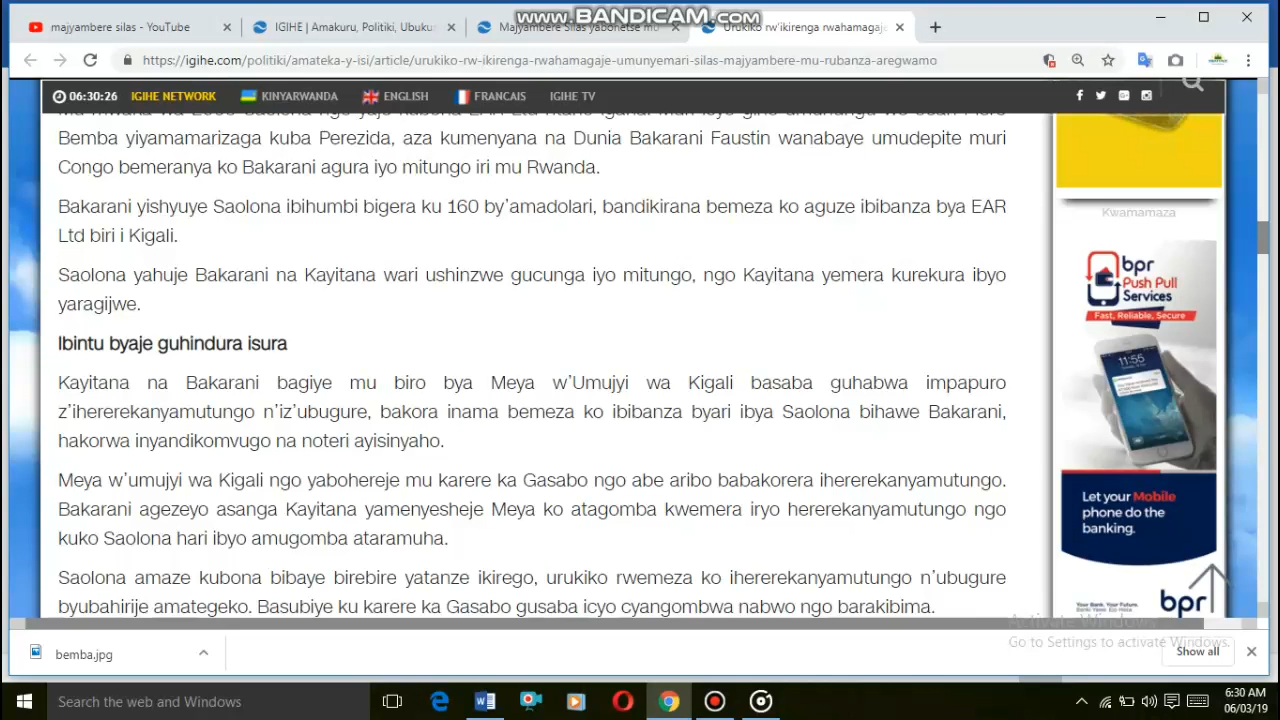 www.BANDICAM.com
majyambere silas - YouTube
IGIHE | Amakuru, Politiki, Ubukun
Majyambere Silas yabonetse mu
Urukiko rw'ikirenga rwahamagaje
https://igihe.com/politiki/amateka-y-isi/article/urukiko-rw-ikirenga-rwahamagaje-umunyemari-silas-majyambere-mu-rubanza-aregwamo
06:30:26 IGIHE NETWORK KINYARWANDA ENGLISH FRANCAIS IGIHE TV
Bemba yiyamamarizaga kuba Perezida, aza kumenyana na Dunia Bakarani Faustin wanabaye umudepite muri
Congo bemeranya ko Bakarani agura iyo mitungo iri mu Rwanda.
Bakarani yishyuye Saolona ibihumbi bigera ku 160 by'amadolari, bandikirana bemeza ko aguze ibibanza bya EAR
Ltd biri i Kigali.
Saolona yahuje Bakarani na Kayitana wari ushinzwe gucunga iyo mitungo, ngo Kayitana yemera kurekura ibyo
yaragijwe.
Ibintu byaje guhindura isura
Kayitana na Bakarani bagiye mu biro bya Meya w'Umujyi wa Kigali basaba guhabwa impapuro
z'ihererekanyamutungo n'iz'ubugure, bakora inama bemeza ko ibibanza byari ibya Saolona bihawe Bakarani,
hakorwa inyandikomvugo na noteri ayisinyaho.
Meya w'umujyi wa Kigali ngo yabohereje mu karere ka Gasabo ngo abe aribo babakorera ihererekanyamutungo.
Bakarani agezeyo asanga Kayitana yamenyesheje Meya ko atagomba kwemera iryo hererekanyamutungo ngo
kuko Saolona hari ibyo amugomba ataramuha.
Saolona amaze kubona bibaye birebire yatanze ikirego, urukiko rwemeza ko ihererekanyamutungo n'ubugure
byubahirije amategeko. Basubiye ku karere ka Gasabo gusaba icyo cyangombwa nabwo ngo barakibima.
Kwamamaza
bpr
Push Pull
Services
Fast, Reliable, Secure
11:55
Let your Mobile
phone do the
banking.
bpr
Activate Windows
Go to Settings to activate Windows.
bemba.jpg
Show all
Search the web and Windows
6:30 AM
06/03/19